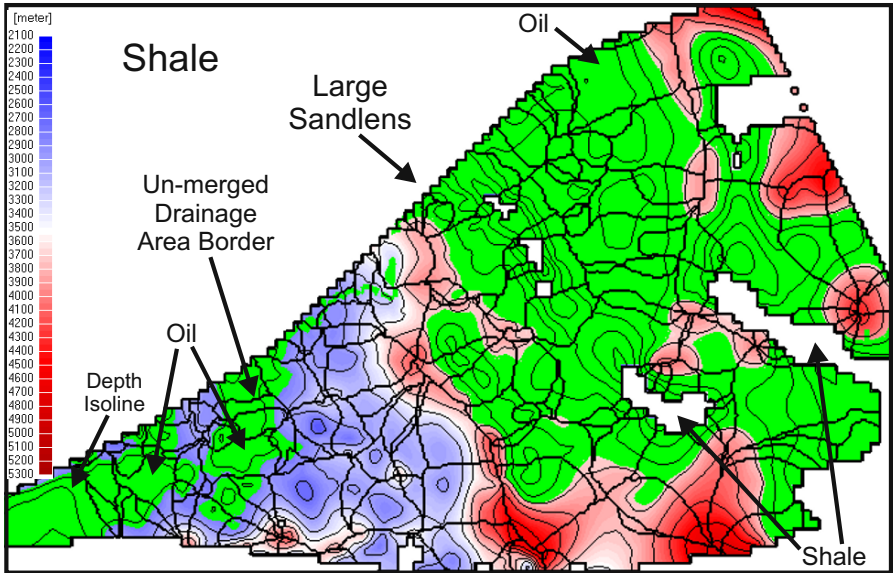 [meter]
2100
2200
2300
2400
2500
2600
2700
2800
2900
3000
3100
3200
3300
3400
3500
3600
3700
3800
3900
4000
4100
4200
4300
4400
4500
4600
4700
4800
4900
5000
5100
5200
5300
Shale
Oil
Large
Sandlens
Un-merged
Drainage
Area Border
Oil
Depth
Isoline
Shale